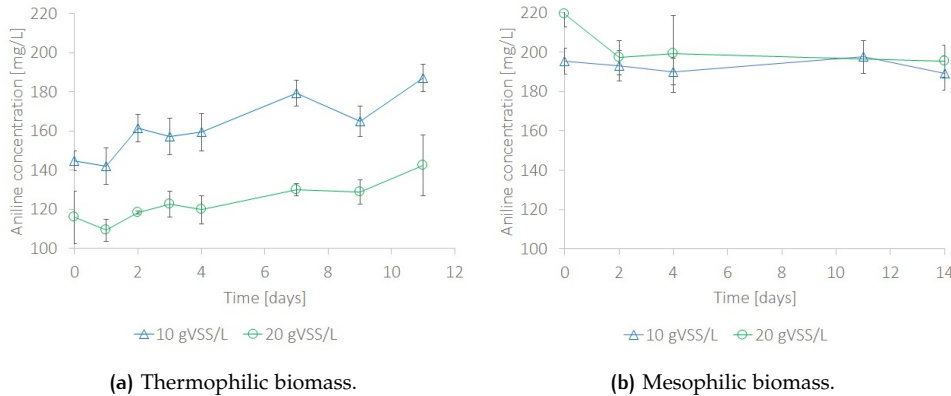 Aniline concentration [mg/L]
220
200
180
160
140
120
100
0 2 4 6 8 10 12
Time [days]
10 gVSS/L 20 gVSS/L
(a) Thermophilic biomass.
Aniline concentration [mg/L]
220
200
180
160
140
120
100
0 2 4 6 8 10 12 14
Time [days]
10 gVSS/L 20 gVSS/L
(b) Mesophilic biomass.